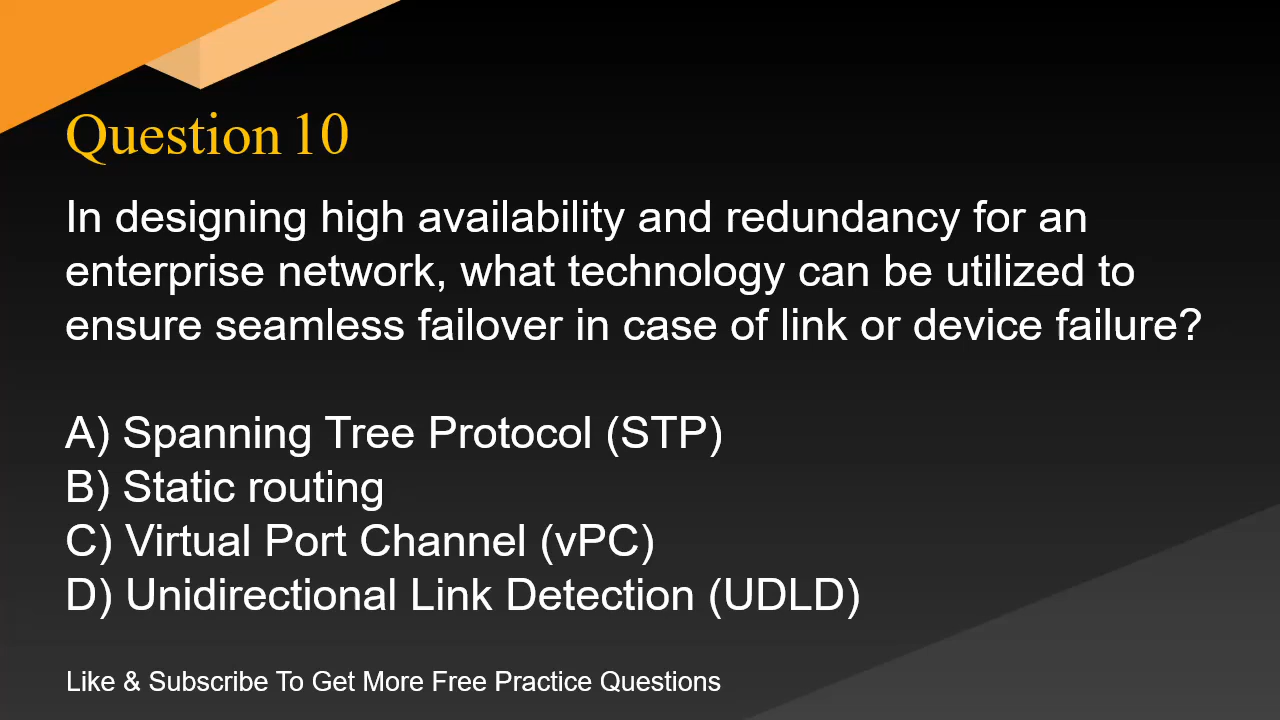 Question 10
In designing high availability and redundancy for an
enterprise network, what technology can be utilized to
ensure seamless failover in case of link or device failure?
A) Spanning Tree Protocol (STP)
B) Static routing
C) Virtual Port Channel (vPC)
D) Unidirectional Link Detection (UDLD)
Like & Subscribe To Get More Free Practice Questions